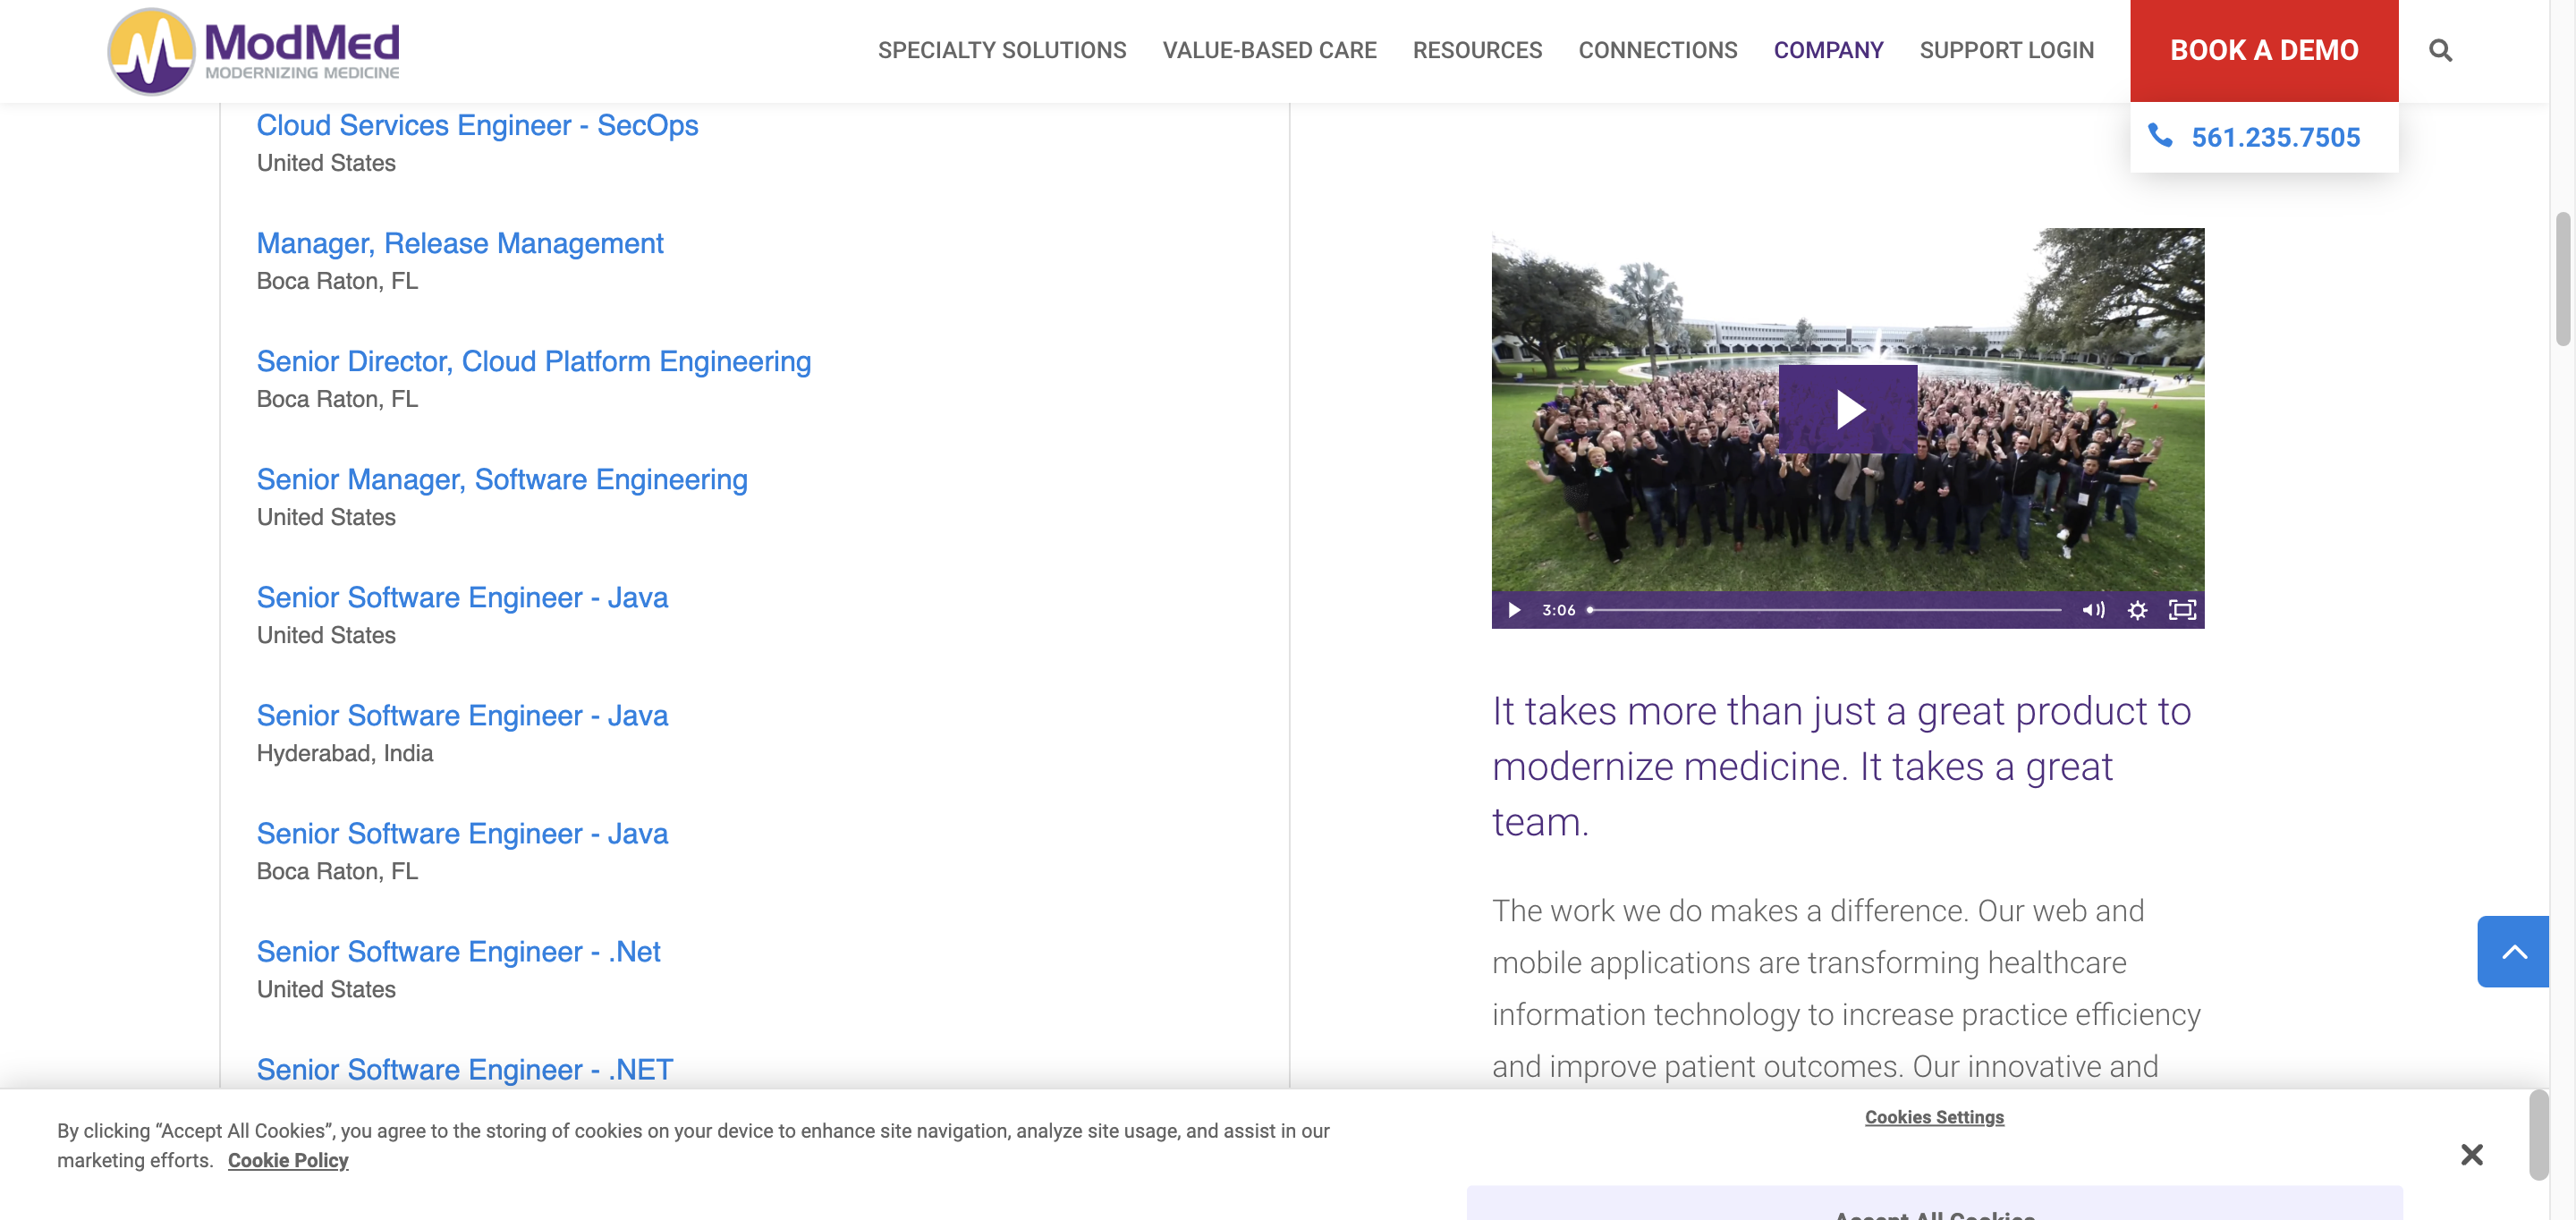 ModMed
MODERNIZING MEDICINE
SPECIALTY SOLUTIONS
VALUE-BASED CARE
RESOURCES
CONNECTIONS
COMPANY
SUPPORT LOGIN
BOOK A DEMO
561.235.7505
Cloud Services Engineer - SecOps
United States
Manager, Release Management
Boca Raton, FL
Senior Director, Cloud Platform Engineering
Boca Raton, FL
Senior Manager, Software Engineering
United States
Senior Software Engineer - Java
United States
Senior Software Engineer - Java
Hyderabad, India
Senior Software Engineer - Java
Boca Raton, FL
Senior Software Engineer - .Net
United States
Senior Software Engineer - .NET
3:06
It takes more than just a great product to
modernize medicine. It takes a great
team.
The work we do makes a difference. Our web and
mobile applications are transforming healthcare
information technology to increase practice efficiency
and improve patient outcomes. Our innovative and
By clicking “Accept All Cookies”, you agree to the storing of cookies on your device to enhance site navigation, analyze site usage, and assist in our
marketing efforts. Cookie Policy
Cookies Settings
Accept All Cookies